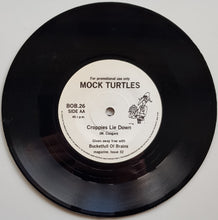 For promotional use only
MOCK TURTLES
BOB.26
SIDE AA
45 r.p.m.
Croppies Lie Down
(M. Coogan)
Given away free with
Bucketfull Of Brains
magazine, Issue 32